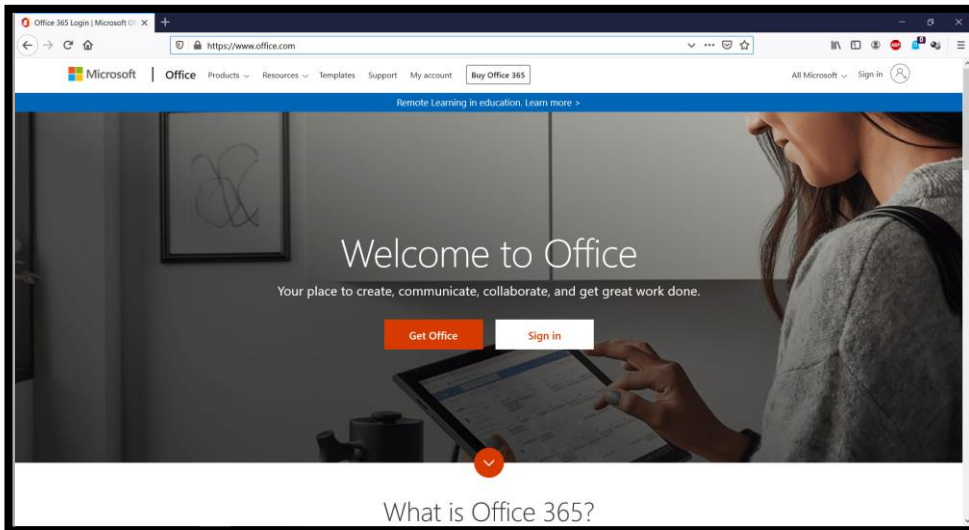 Office 365 Login | Microsoft Of
https://www.office.com
Microsoft | Office Products Resources Templates Support My account Buy Office 365 All Microsoft Sign in
Remote Learning in education. Learn more >
Welcome to Office
Your place to create, communicate, collaborate, and get great work done.
Get Office Sign in
What is Office 365?